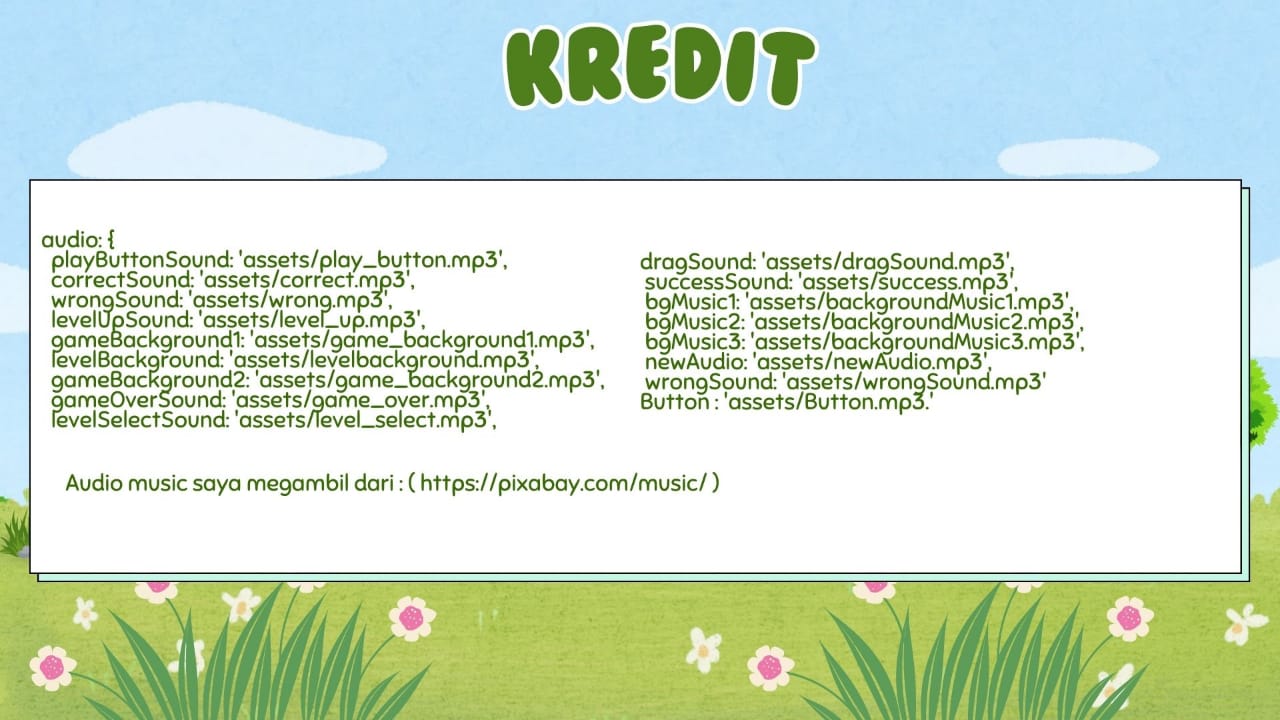 KREDIT
audio: {
playButtonSound: 'assets/play_button.mp3',
correctSound: 'assets/correct.mp3',
wrongSound: 'assets/wrong.mp3',
levelUpSound: 'assets/level_up.mp3',
gameBackground1: 'assets/game_background1.mp3',
levelBackground: 'assets/levelbackground.mp3',
gameBackground2: 'assets/game_background2.mp3',
gameOverSound: 'assets/game_over.mp3',
levelSelectSound: 'assets/level_select.mp3',
dragSound: 'assets/dragSound.mp3',
successSound: 'assets/success.mp3',
bgMusic1: 'assets/backgroundMusic1.mp3',
bgMusic2: 'assets/backgroundMusic2.mp3',
bgMusic3: 'assets/backgroundMusic3.mp3',
newAudio: 'assets/newAudio.mp3',
wrongSound: 'assets/wrongSound.mp3'
Button : 'assets/Button.mp3.'
Audio music saya megambil dari : ( https://pixabay.com/music/ )